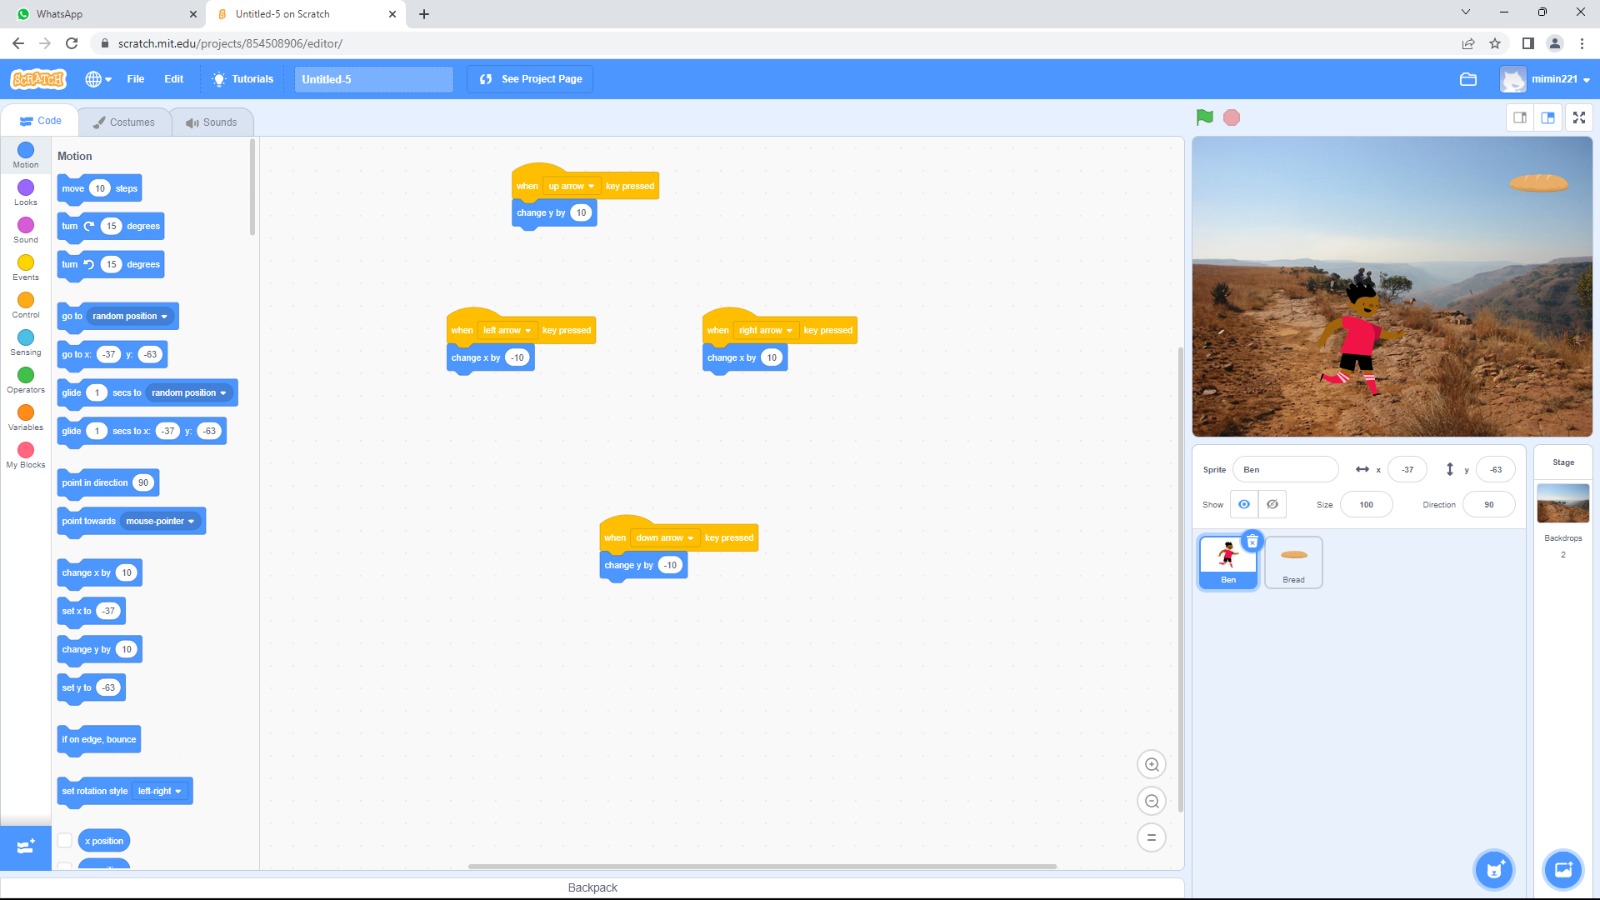 WhatsApp
Untitled-5 on Scratch
scratch.mit.edu/projects/854508906/editor/
SCRATCH
File
Edit
Tutorials
Untitled-5
See Project Page
mimin221
Code
Costumes
Sounds
Motion
Looks
Sound
Events
Control
Sensing
Operators
Variables
My Blocks
Motion
move 10 steps
turn 15 degrees
turn 15 degrees
go to random position
go to x: -37 y: -63
glide 1 secs to random position
glide 1 secs to x: -37 y: -63
point in direction 90
point towards mouse-pointer
change x by 10
set x to -37
change y by 10
set y to -63
if on edge, bounce
set rotation style left-right
x position
when up arrow key pressed
change y by 10
when left arrow key pressed
change x by -10
when right arrow key pressed
change x by 10
when down arrow key pressed
change y by -10
Backpack
Sprite Ben x -37 y -63
Show Size 100 Direction 90
Ben
Bread
Stage
Backdrops
2